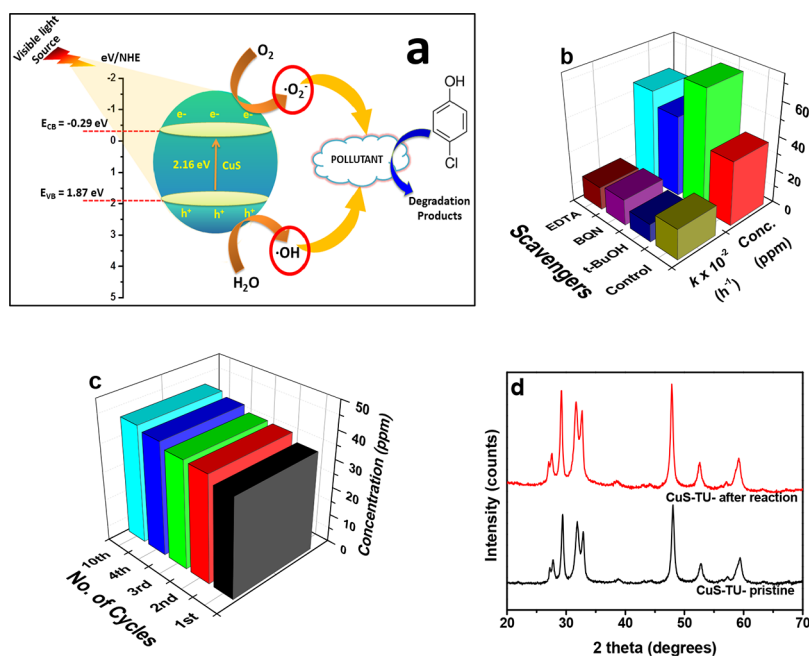 a
Visible light
Source
eV/NHE
-2
-1
0
1
2
3
4
5
E_CB = -0.29 eV
E_VB = 1.87 eV
e- e- e-
2.16 eV CuS
h⁺ h⁺ h⁺
O₂
·O₂⁻
·OH
H₂O
POLLUTANT
OH
Cl
Degradation
Products
b
60
40
20
0
Conc.
(ppm)
k x 10⁻²
(h⁻¹)
EDTA
BQN
t-BuOH
Control
Scavengers
c
50
40
30
20
10
0
Concentration (ppm)
10th
4th
3rd
2nd
1st
No. of Cycles
d
Intensity (counts)
CuS-TU- after reaction
CuS-TU- pristine
20 30 40 50 60 70
2 theta (degrees)